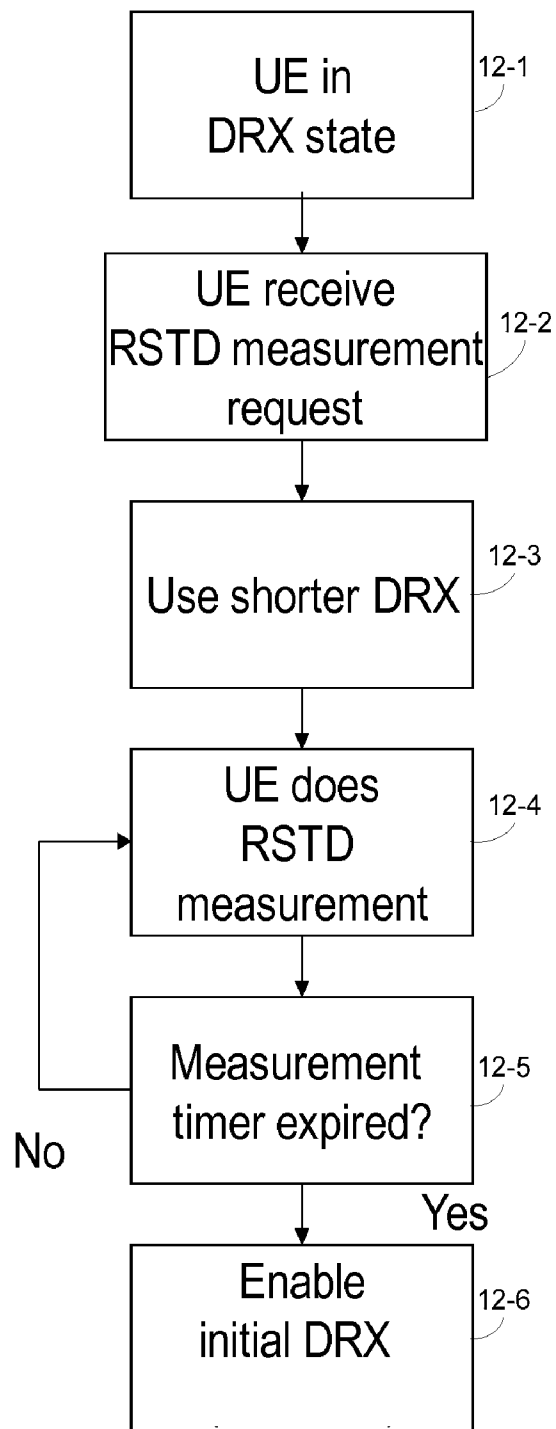 UE in
DRX state
12-1
UE receive
RSTD measurement
request
12-2
Use shorter DRX
12-3
UE does
RSTD
measurement
12-4
Measurement
timer expired?
12-5
No
Yes
Enable
initial DRX
12-6